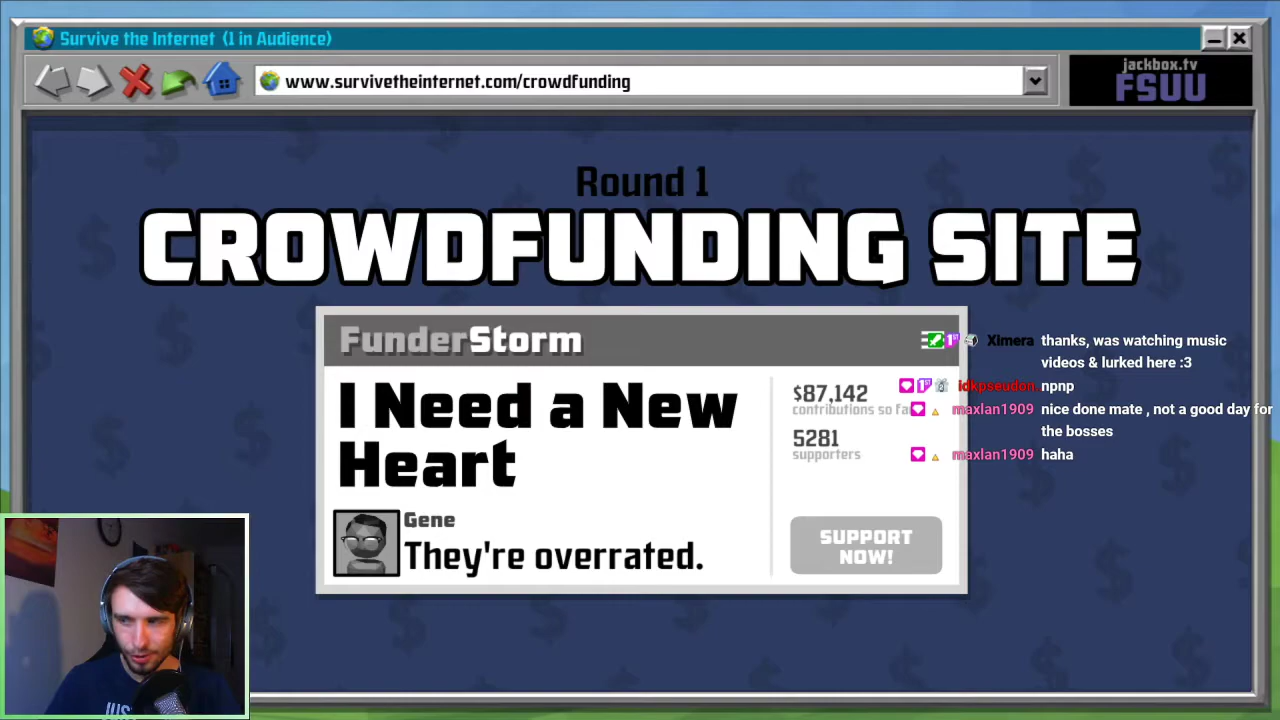 Survive the Internet (1 in Audience)
www.survivetheinternet.com/crowdfunding
jackbox.tv
FSUU
Round 1
CROWDFUNDING SITE
FunderStorm
I Need a New
Heart
Gene
They're overrated.
$87,142
contributions so fa
5281
supporters
SUPPORT
NOW!
Ximera thanks, was watching music
videos & lurked here :3
idkpseudon. npnp
maxlan1909 nice done mate , not a good day for
the bosses
maxlan1909 haha